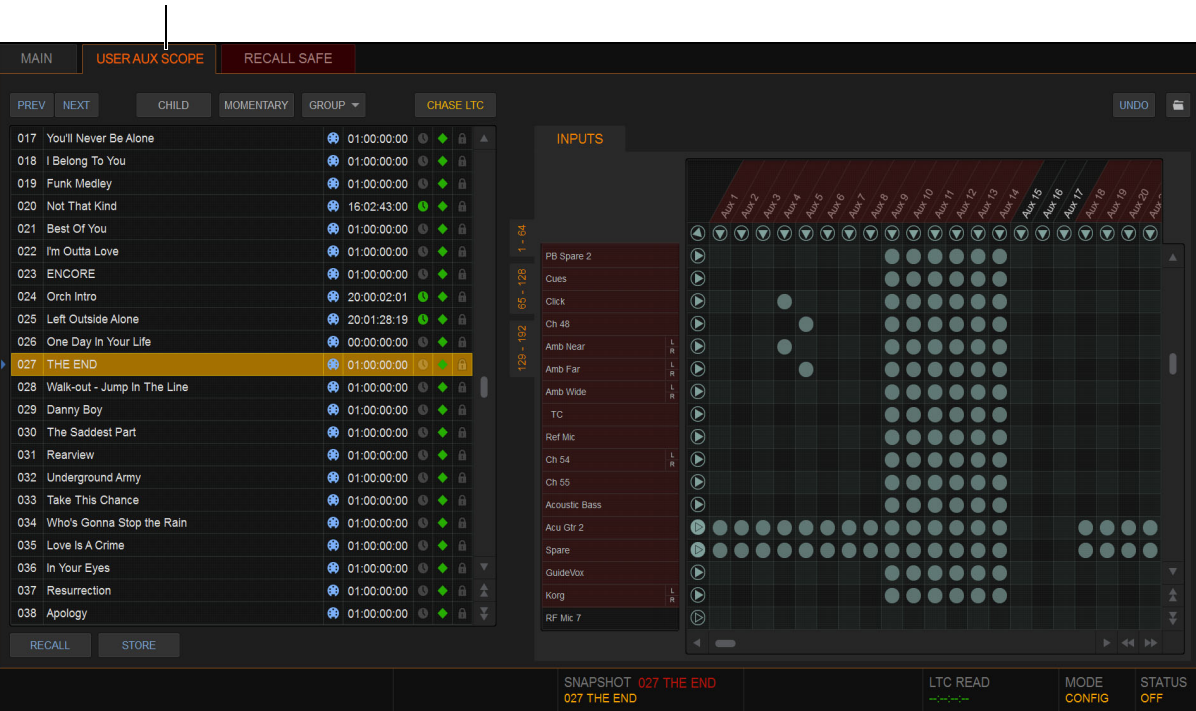 MAIN USER AUX SCOPE RECALL SAFE
PREV NEXT CHILD MOMENTARY GROUP CHASE LTC UNDO
017 You'll Never Be Alone 01:00:00:00
018 I Belong To You 01:00:00:00
019 Funk Medley 01:00:00:00
020 Not That Kind 16:02:43:00
021 Best Of You 01:00:00:00
022 I'm Outta Love 01:00:00:00
023 ENCORE 01:00:00:00
024 Orch Intro 20:00:02:01
025 Left Outside Alone 20:01:28:19
026 One Day In Your Life 00:00:00:00
027 THE END 01:00:00:00
028 Walk-out - Jump In The Line 01:00:00:00
029 Danny Boy 01:00:00:00
030 The Saddest Part 01:00:00:00
031 Rearview 01:00:00:00
032 Underground Army 01:00:00:00
033 Take This Chance 01:00:00:00
034 Who's Gonna Stop the Rain 01:00:00:00
035 Love Is A Crime 01:00:00:00
036 In Your Eyes 01:00:00:00
037 Resurrection 01:00:00:00
038 Apology 01:00:00:00
RECALL STORE
1 - 64
65 - 128
129 - 192
INPUTS
Aux 1 Aux 2 Aux 3 Aux 4 Aux 5 Aux 6 Aux 7 Aux 8 Aux 9 Aux 10 Aux 11 Aux 12 Aux 13 Aux 14 Aux 15 Aux 16 Aux 17 Aux 18 Aux 19 Aux 20 Aux
PB Spare 2
Cues
Click
Ch 48
Amb Near L R
Amb Far L R
Amb Wide L R
TC
Ref Mic
Ch 54 L R
Ch 55
Acoustic Bass
Acu Gtr 2
Spare
GuideVox
Korg L R
RF Mic 7
SNAPSHOT 027 THE END LTC READ MODE STATUS
027 THE END --:--:--:-- CONFIG OFF